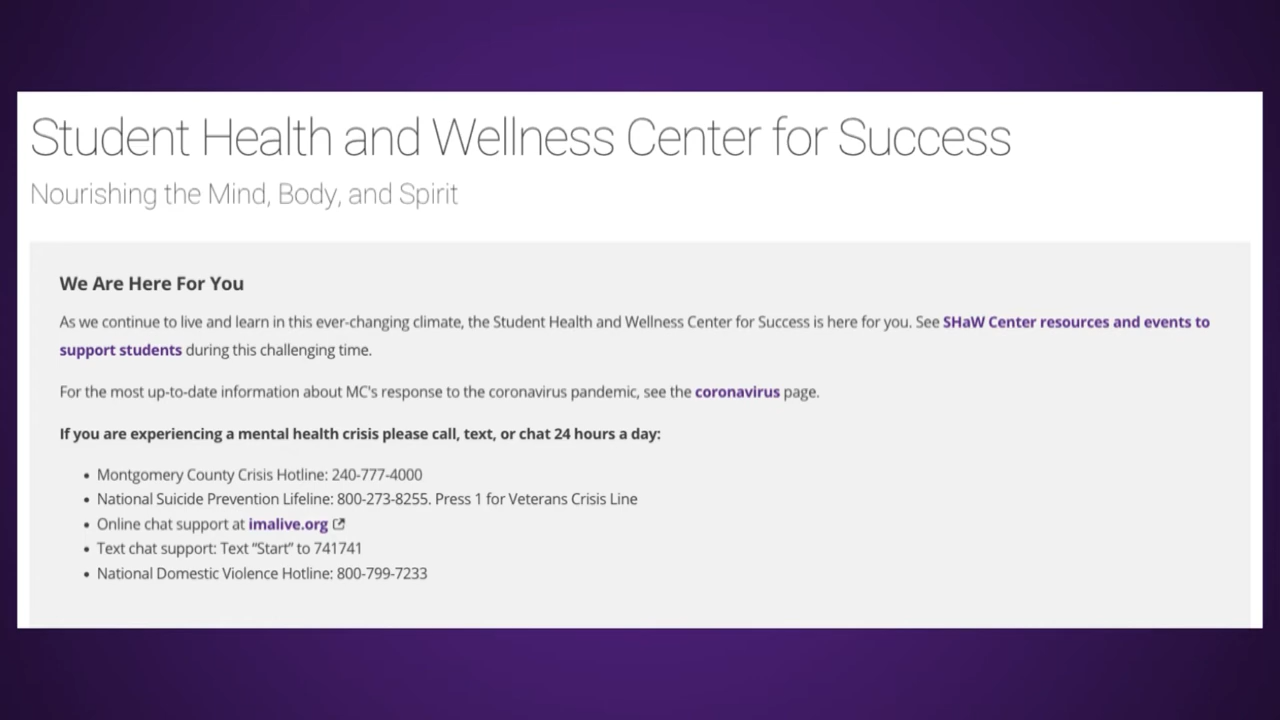 Student Health and Wellness Center for Success
Nourishing the Mind, Body, and Spirit
We Are Here For You
As we continue to live and learn in this ever-changing climate, the Student Health and Wellness Center for Success is here for you. See SHaW Center resources and events to
support students during this challenging time.
For the most up-to-date information about MC's response to the coronavirus pandemic, see the coronavirus page.
If you are experiencing a mental health crisis please call, text, or chat 24 hours a day:
• Montgomery County Crisis Hotline: 240-777-4000
• National Suicide Prevention Lifeline: 800-273-8255. Press 1 for Veterans Crisis Line
• Online chat support at imalive.org
• Text chat support: Text “Start” to 741741
• National Domestic Violence Hotline: 800-799-7233